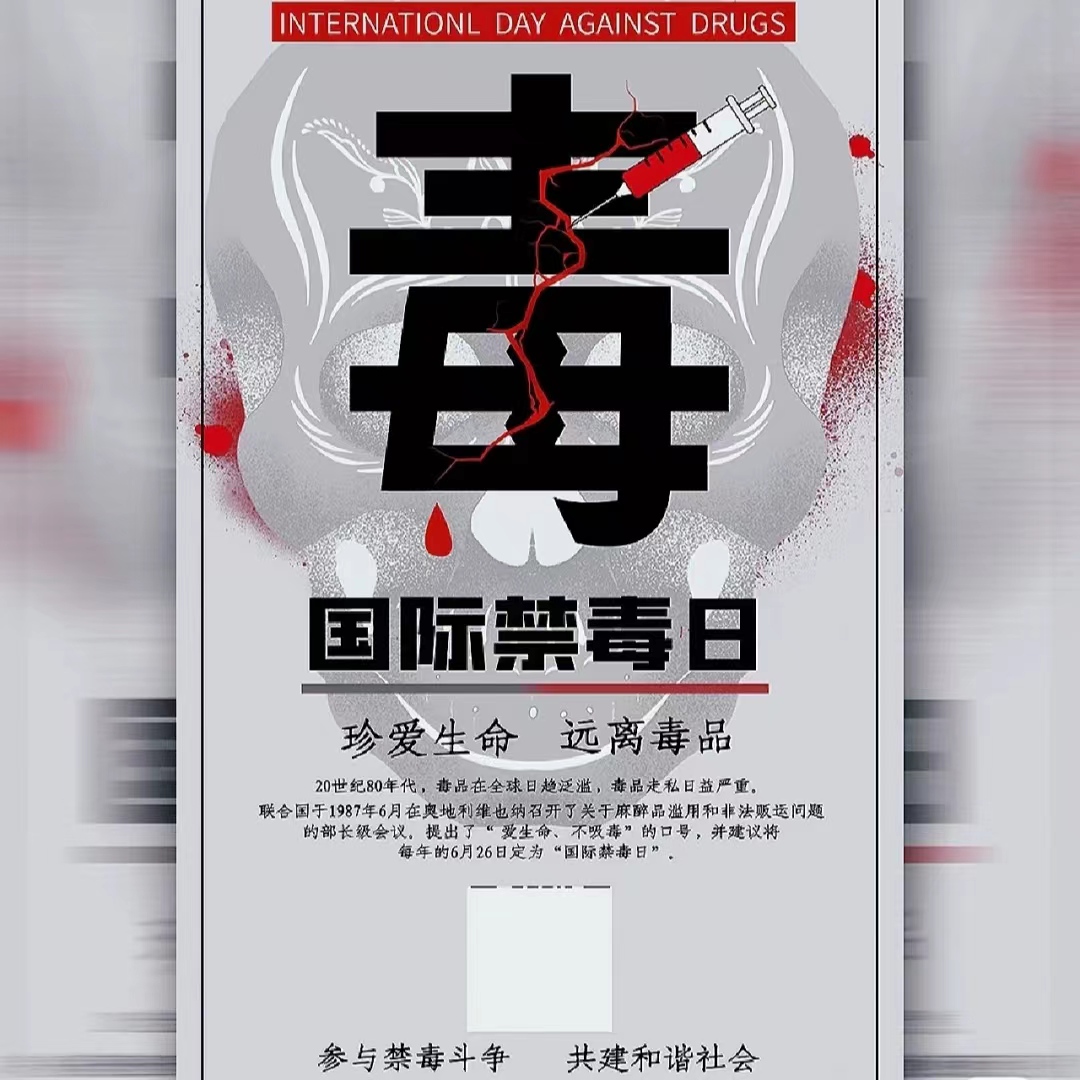 INTERNATIONL DAY AGAINST DRUGS
毒
国际禁毒日
珍爱生命 远离毒品
20世纪80年代，毒品在全球日趋泛滥，毒品走私日益严重。
联合国于1987年6月在奥地利维也纳召开了关于麻醉品滥用和非法贩运问题
的部长级会议。提出了“爱生命、不吸毒”的口号，并建议将
每年的6月26日定为“国际禁毒日”。
参与禁毒斗争 共建和谐社会